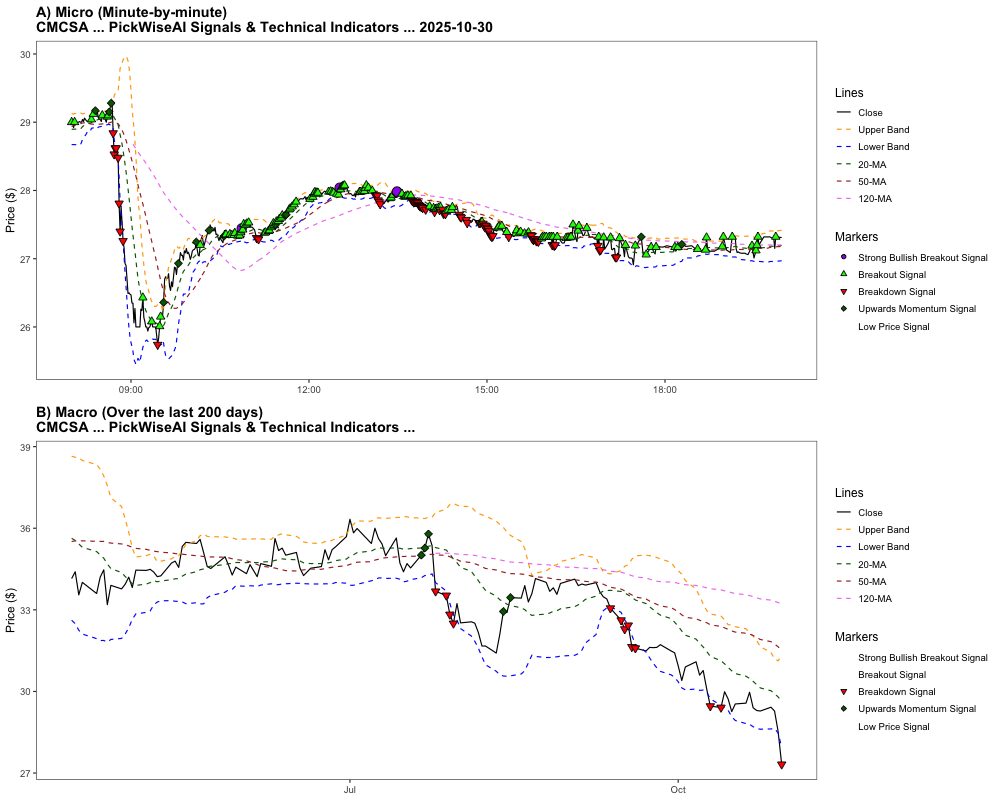 A) Micro (Minute-by-minute)
CMCSA ... PickWiseAI Signals & Technical Indicators ... 2025-10-30
Price ($)
30
29
28
27
26
09:00
12:00
15:00
18:00
Lines
Close
Upper Band
Lower Band
20-MA
50-MA
120-MA
Markers
Strong Bullish Breakout Signal
Breakout Signal
Breakdown Signal
Upwards Momentum Signal
Low Price Signal
B) Macro (Over the last 200 days)
CMCSA ... PickWiseAI Signals & Technical Indicators ...
Price ($)
39
36
33
30
27
Jul
Oct
Lines
Close
Upper Band
Lower Band
20-MA
50-MA
120-MA
Markers
Strong Bullish Breakout Signal
Breakout Signal
Breakdown Signal
Upwards Momentum Signal
Low Price Signal